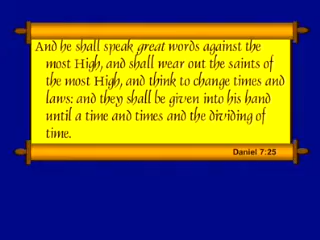 And he shall speak great words against the
most High, and shall wear out the saints of
the most High, and think to change times and
laws: and they shall be given into his hand
until a time and times and the dividing of
time.
Daniel 7:25